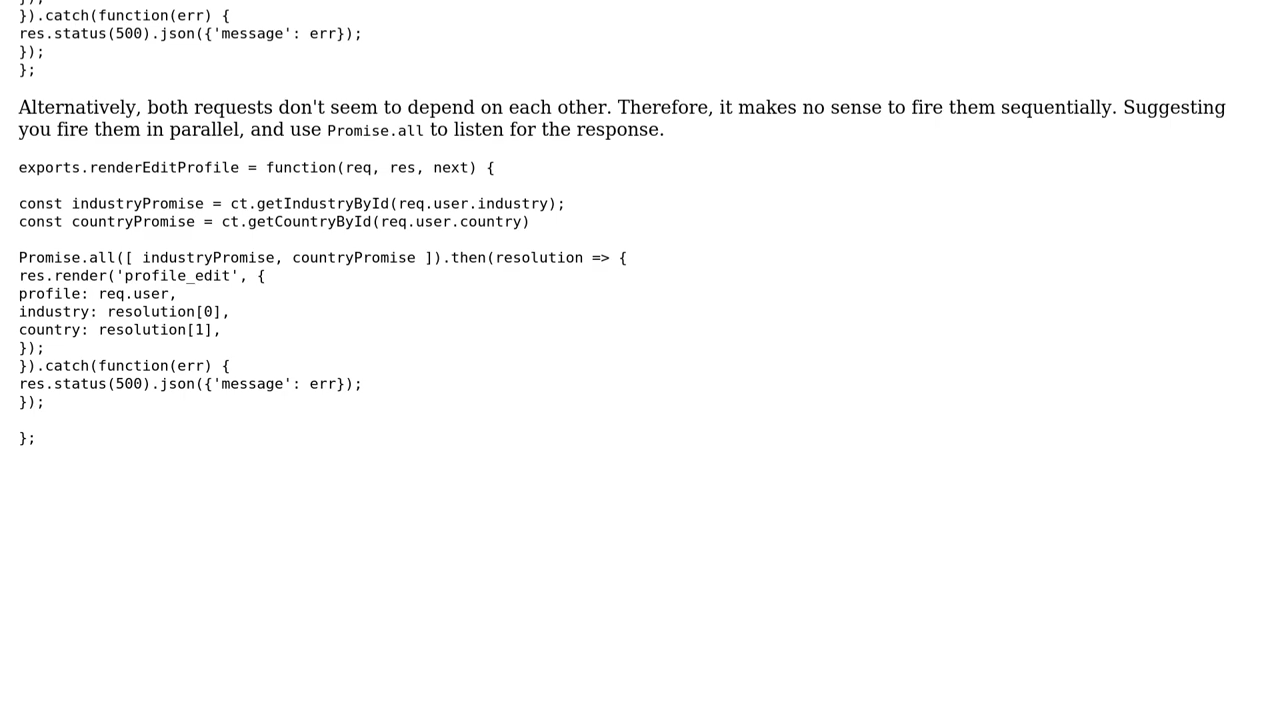 });
}).catch(function(err) {
res.status(500).json({'message': err});
});
};
Alternatively, both requests don't seem to depend on each other. Therefore, it makes no sense to fire them sequentially. Suggesting
you fire them in parallel, and use Promise.all to listen for the response.
exports.renderEditProfile = function(req, res, next) {
const industryPromise = ct.getIndustryById(req.user.industry);
const countryPromise = ct.getCountryById(req.user.country)
Promise.all([ industryPromise, countryPromise ]).then(resolution => {
res.render('profile_edit', {
profile: req.user,
industry: resolution[0],
country: resolution[1],
});
}).catch(function(err) {
res.status(500).json({'message': err});
});
};